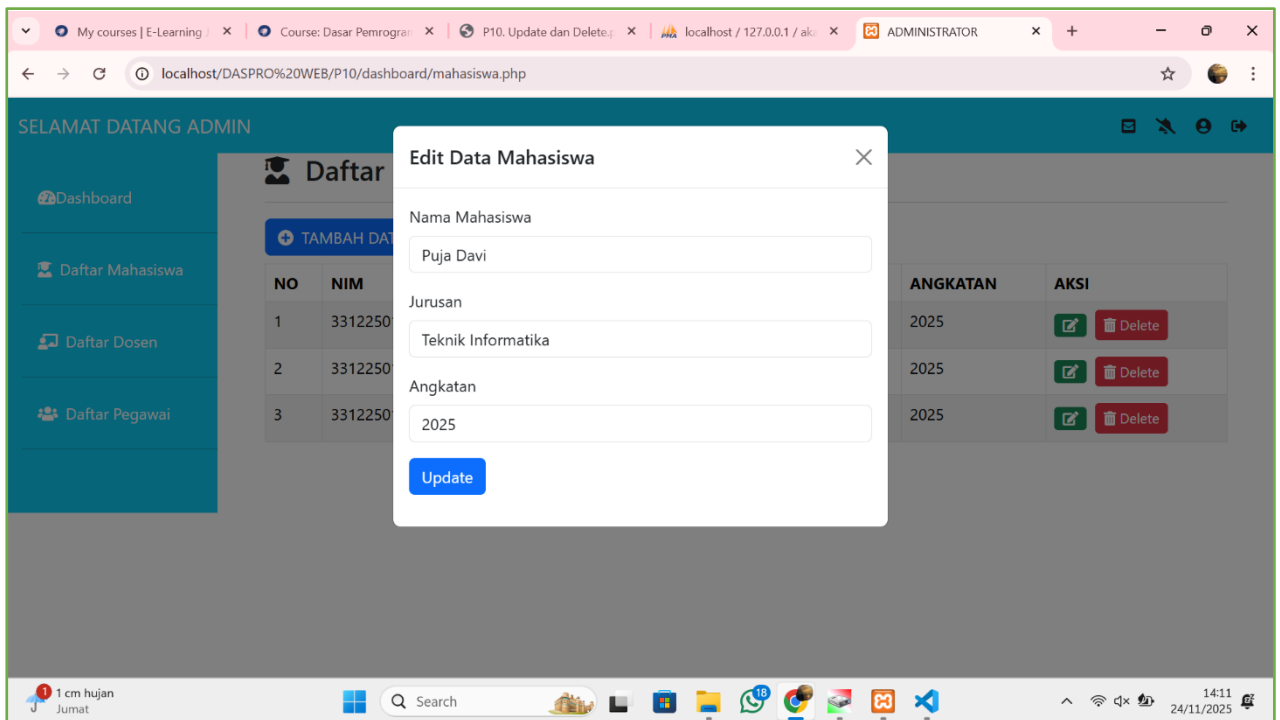 My courses | E-Learning J
Course: Dasar Pemrogram
P10. Update dan Delete.p
localhost / 127.0.0.1 / aka
ADMINISTRATOR
localhost/DASPRO%20WEB/P10/dashboard/mahasiswa.php
SELAMAT DATANG ADMIN
Dashboard
Daftar Mahasiswa
Daftar Dosen
Daftar Pegawai
Daftar
TAMBAH DAT
NO NIM ANGKATAN AKSI
1 33122501 2025 Delete
2 33122501 2025 Delete
3 33122501 2025 Delete
Edit Data Mahasiswa
Nama Mahasiswa
Puja Davi
Jurusan
Teknik Informatika
Angkatan
2025
Update
1
1 cm hujan
Jumat
Search
18
14:11
24/11/2025